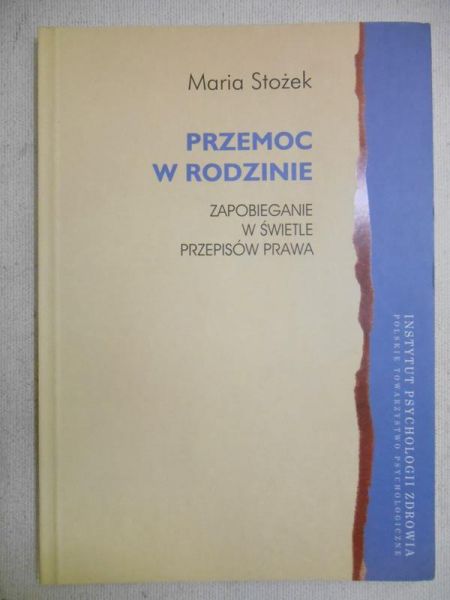 Maria Stożek
PRZEMOC
W RODZINIE
ZAPOBIEGANIE
W ŚWIETLE
PRZEPISÓW PRAWA
INSTYTUT PSYCHOLOGII ZDROWIA
POLSKIE TOWARZYSTWO PSYCHOLOGICZNE